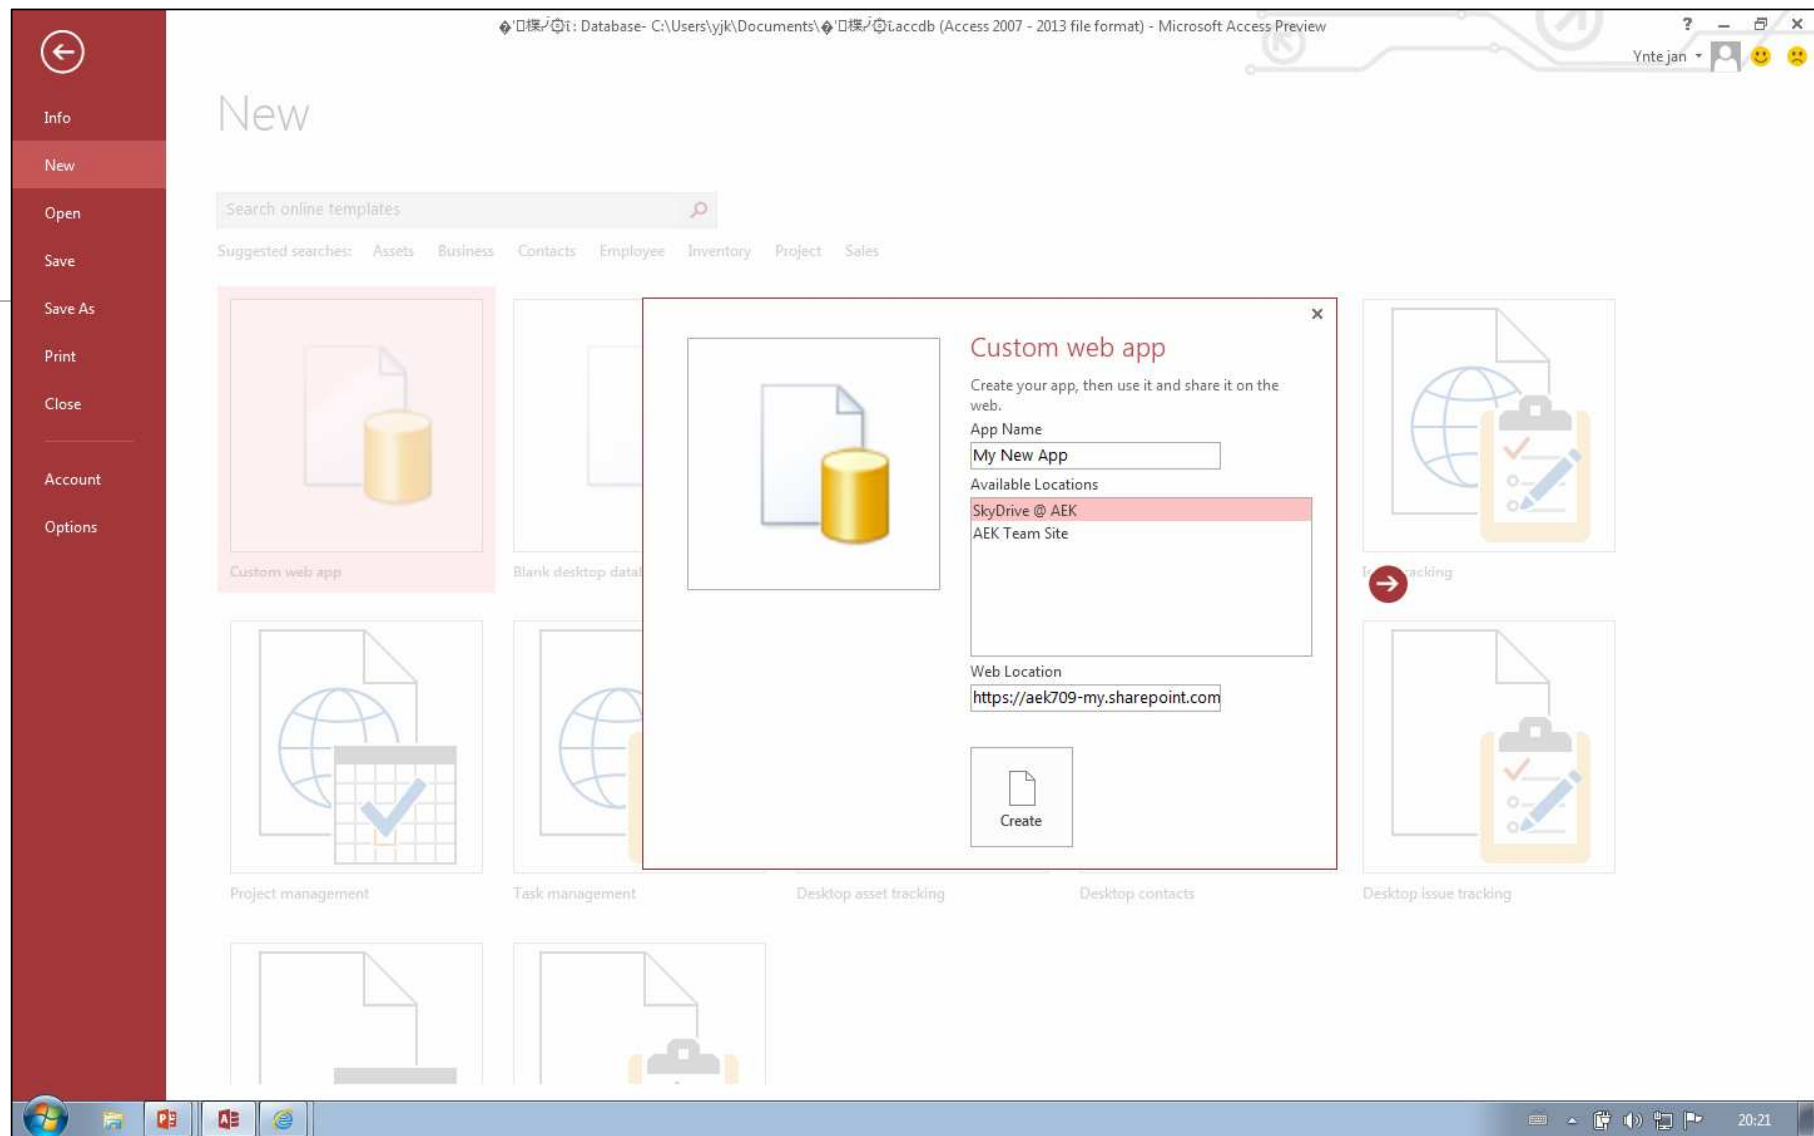 : Database- C:\Users\yjk\Documents\ .accdb (Access 2007 - 2013 file format) - Microsoft Access Preview
?
Ynte jan
Info
New
Open
Save
Save As
Print
Close
Account
Options
New
Search online templates
Suggested searches: Assets Business Contacts Employee Inventory Project Sales
Custom web app
Blank desktop
tracking
Custom web app
Create your app, then use it and share it on the
web.
App Name
My New App
Available Locations
SkyDrive @ AEK
AEK Team Site
Web Location
https://aek709-my.sharepoint.com
Create
Project management
Task management
Desktop asset tracking
Desktop contacts
Desktop issue tracking
20:21